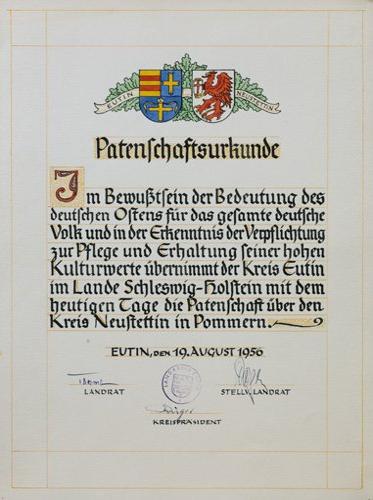 EUTIN NEUSTETTIN
Patenschaftsurkunde
Im Bewußtsein der Bedeutung des
deutschen Ostens für das gesamte deutsche
Volk und in der Erkenntnis der Verpflichtung
zur Pflege und Erhaltung seiner hohen
Kulturwerte übernimmt der Kreis Eutin
im Lande Schleswig-Holstein mit dem
heutigen Tage die Patenschaft über den
Kreis Neustettin in Pommern.
EUTIN, DEN 19. AUGUST 1956
LANDRAT STELLV. LANDRAT
KREISPRÄSIDENT